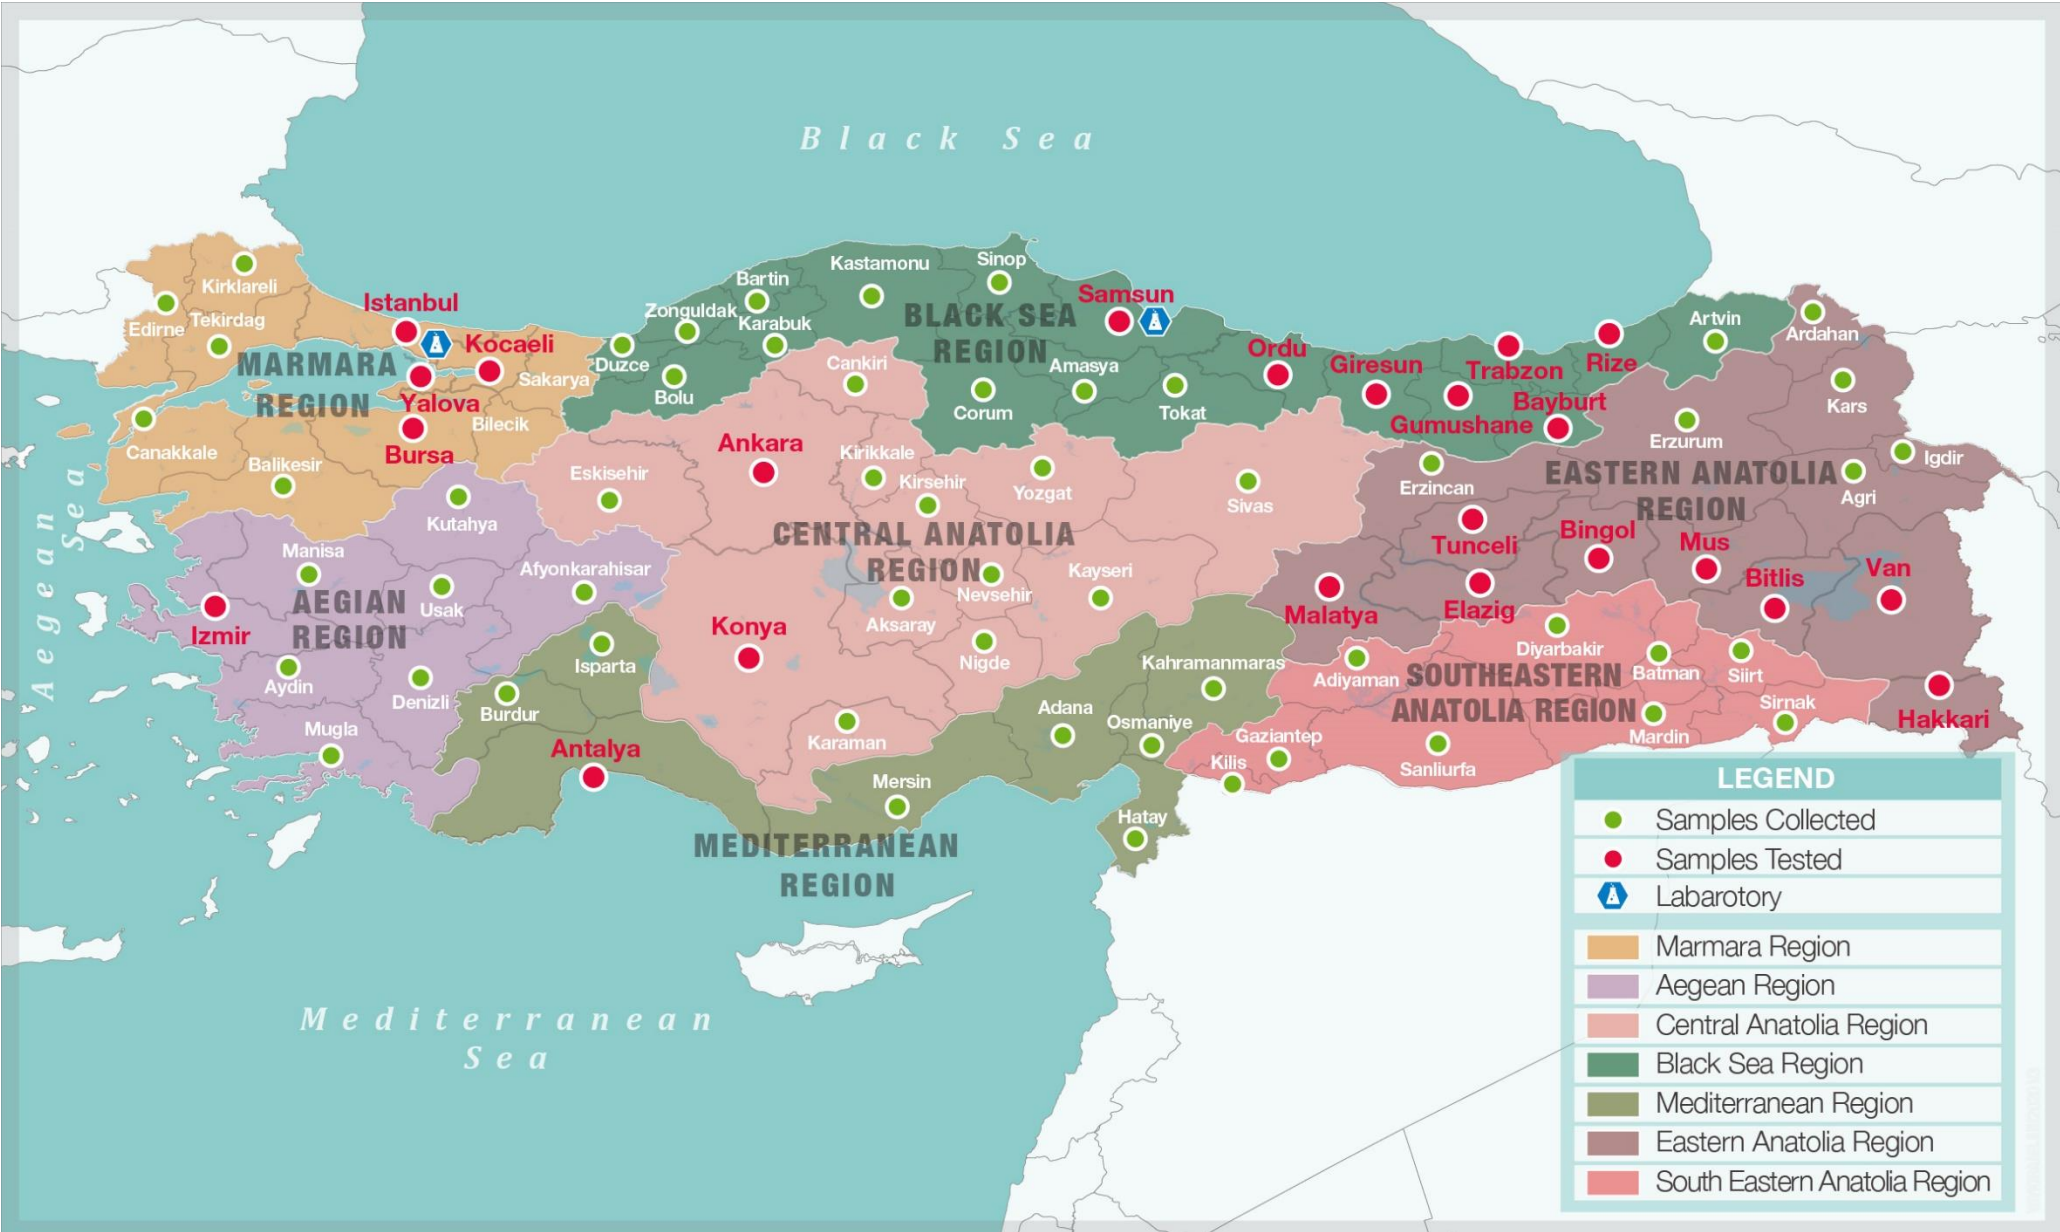 Black Sea
Kirklareli
Edirne
Tekirdag
Istanbul
Kocaeli
MARMARA
REGION
Yalova
Sakarya
Canakkale
Balikesir
Bursa
Bilecik
Duzce
Zonguldak
Bartin
Karabuk
Bolu
Kastamonu
Sinop
BLACK SEA
REGION
Samsun
Corum
Amasya
Tokat
Ordu
Giresun
Trabzon
Rize
Artvin
Gumushane
Bayburt
Ardahan
Kars
Erzurum
Igdir
Agri
EASTERN ANATOLIA
REGION
Erzincan
Tunceli
Bingol
Mus
Bitlis
Van
Malatya
Elazig
Hakkari
Cankiri
Ankara
Kirikkale
Kirsehir
Yozgat
Sivas
Eskisehir
CENTRAL ANATOLIA
REGION
Nevsehir
Kayseri
Aksaray
Nigde
Konya
Karaman
Aegean
Sea
Kutahya
Manisa
Usak
Afyonkarahisar
AEGIAN
REGION
Izmir
Aydin
Denizli
Mugla
Isparta
Burdur
Antalya
Mersin
Adana
Osmaniye
Kahramanmaras
Hatay
MEDITERRANEAN
REGION
Diyarbakir
Adiyaman
SOUTHEASTERN
ANATOLIA REGION
Batman
Siirt
Sirnak
Mardin
Sanliurfa
Gaziantep
Kilis
Mediterranean
Sea
LEGEND
Samples Collected
Samples Tested
Labarotory
Marmara Region
Aegean Region
Central Anatolia Region
Black Sea Region
Mediterranean Region
Eastern Anatolia Region
South Eastern Anatolia Region